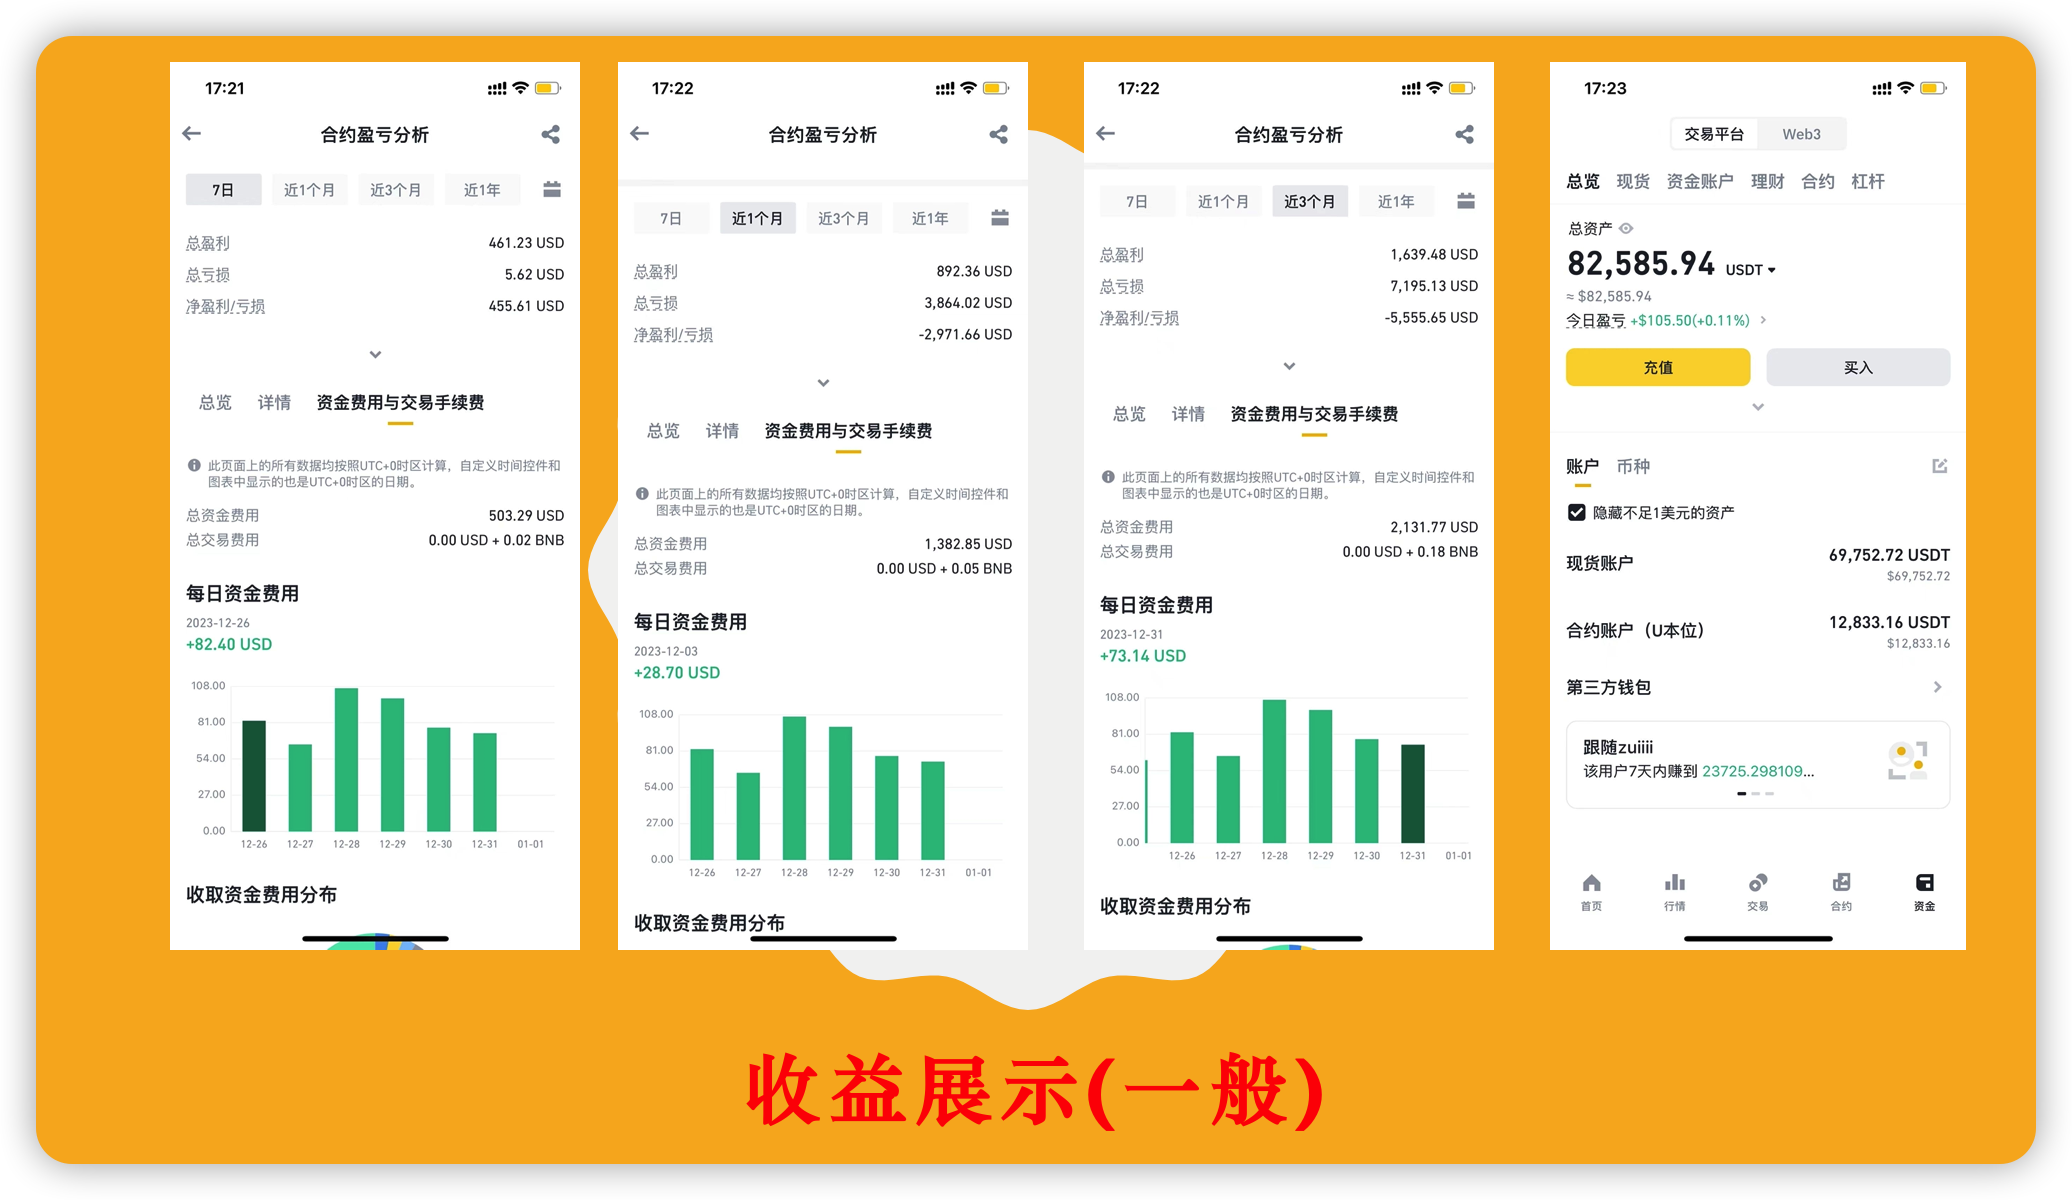 17:21
合约盈亏分析
7日 近1个月 近3个月 近1年
总盈利 461.23 USD
总亏损 5.62 USD
净盈利/亏损 455.61 USD
总览 详情 资金费用与交易手续费
此页面上的所有数据均按照UTC+0时区计算，自定义时间控件和
图表中显示的也是UTC+0时区的日期。
总资金费用 503.29 USD
总交易费用 0.00 USD + 0.02 BNB
每日资金费用
2023-12-26
+82.40 USD
108.00
81.00
54.00
27.00
0.00
12-26 12-27 12-28 12-29 12-30 12-31 01-01
收取资金费用分布
17:22
合约盈亏分析
7日 近1个月 近3个月 近1年
总盈利 892.36 USD
总亏损 3,864.02 USD
净盈利/亏损 -2,971.66 USD
总览 详情 资金费用与交易手续费
此页面上的所有数据均按照UTC+0时区计算，自定义时间控件和
图表中显示的也是UTC+0时区的日期。
总资金费用 1,382.85 USD
总交易费用 0.00 USD + 0.05 BNB
每日资金费用
2023-12-03
+28.70 USD
108.00
81.00
54.00
27.00
0.00
12-26 12-27 12-28 12-29 12-30 12-31 01-01
收取资金费用分布
17:22
合约盈亏分析
7日 近1个月 近3个月 近1年
总盈利 1,639.48 USD
总亏损 7,195.13 USD
净盈利/亏损 -5,555.65 USD
总览 详情 资金费用与交易手续费
此页面上的所有数据均按照UTC+0时区计算，自定义时间控件和
图表中显示的也是UTC+0时区的日期。
总资金费用 2,131.77 USD
总交易费用 0.00 USD + 0.18 BNB
每日资金费用
2023-12-31
+73.14 USD
108.00
81.00
54.00
27.00
0.00
12-26 12-27 12-28 12-29 12-30 12-31 01-01
收取资金费用分布
17:23
交易平台 Web3
总览 现货 资金账户 理财 合约 杠杆
总资产
82,585.94 USDT
≈ $82,585.94
今日盈亏 +$105.50(+0.11%)
充值 买入
账户 币种
隐藏不足1美元的资产
现货账户 69,752.72 USDT
$69,752.72
合约账户（U本位） 12,833.16 USDT
$12,833.16
第三方钱包
跟随zuiiii
该用户7天内赚到 23725.298109...
首页 行情 交易 合约 资金
收益展示(一般)